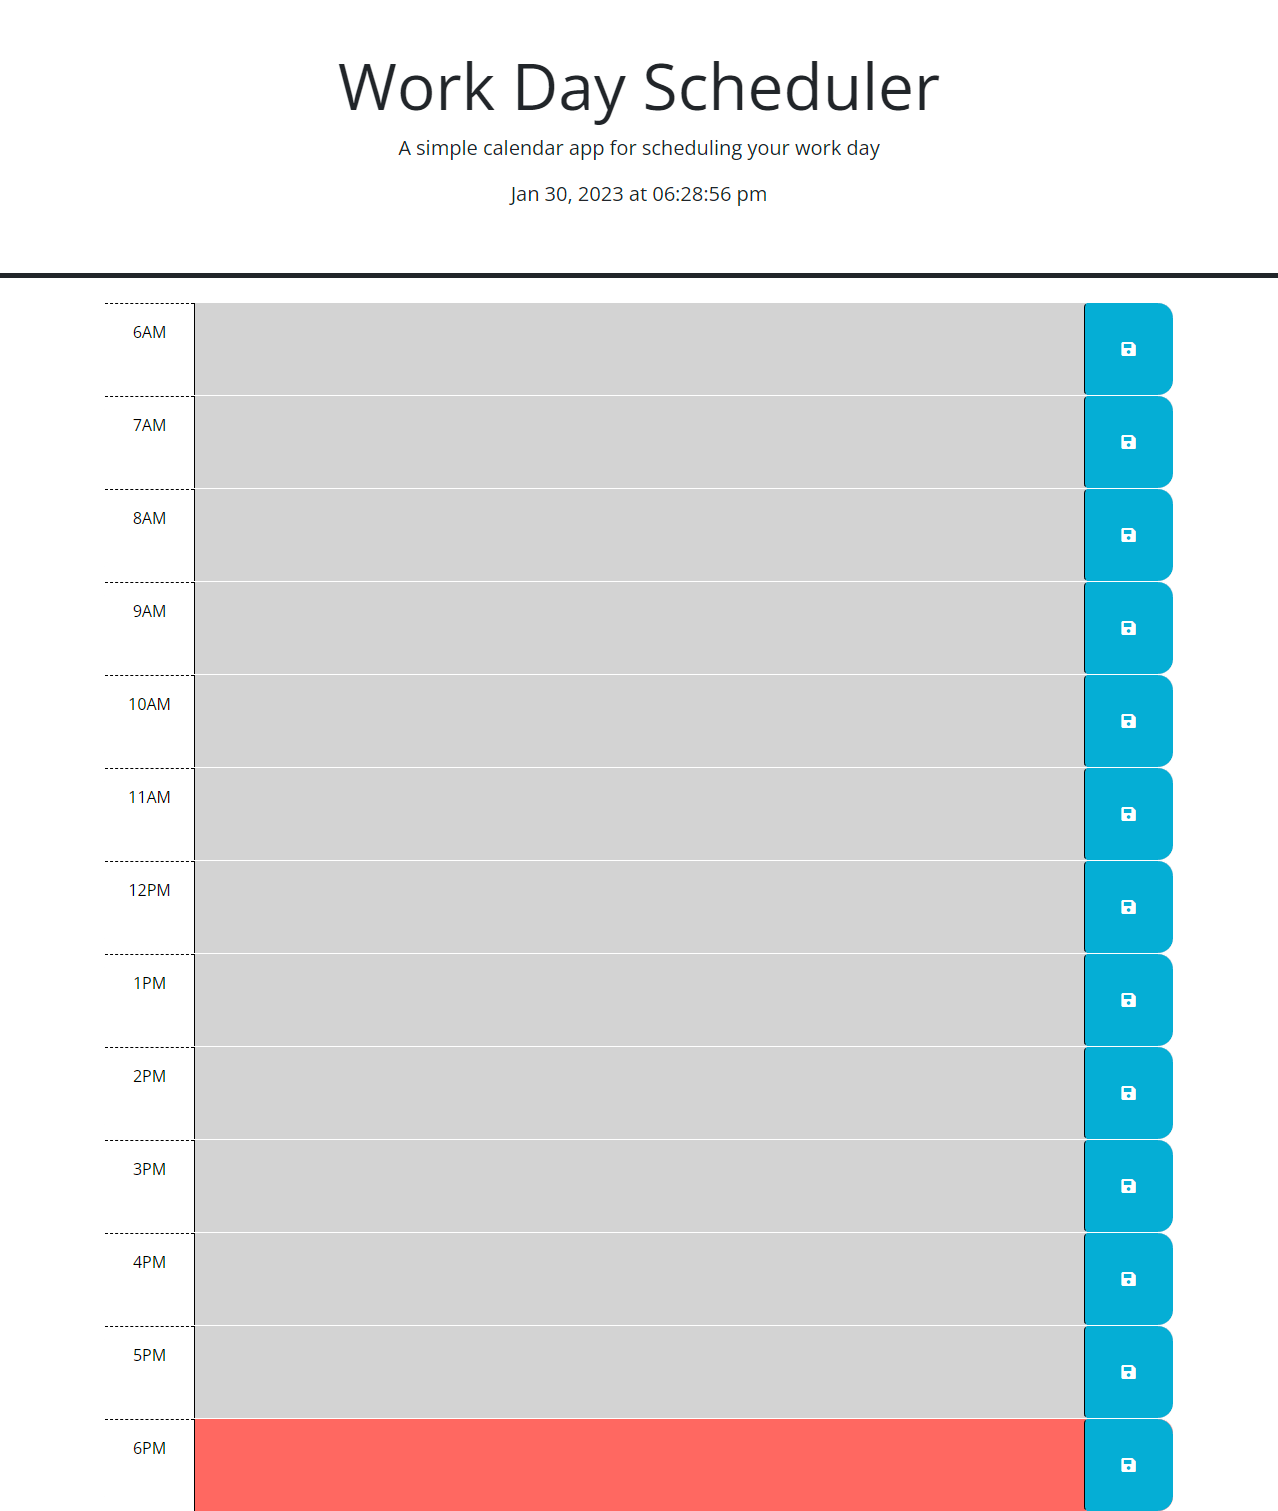 Work Day Scheduler
A simple calendar app for scheduling your work day
Jan 30, 2023 at 06:28:56 pm
6AM
7AM
8AM
9AM
10AM
11AM
12PM
1PM
2PM
3PM
4PM
5PM
6PM